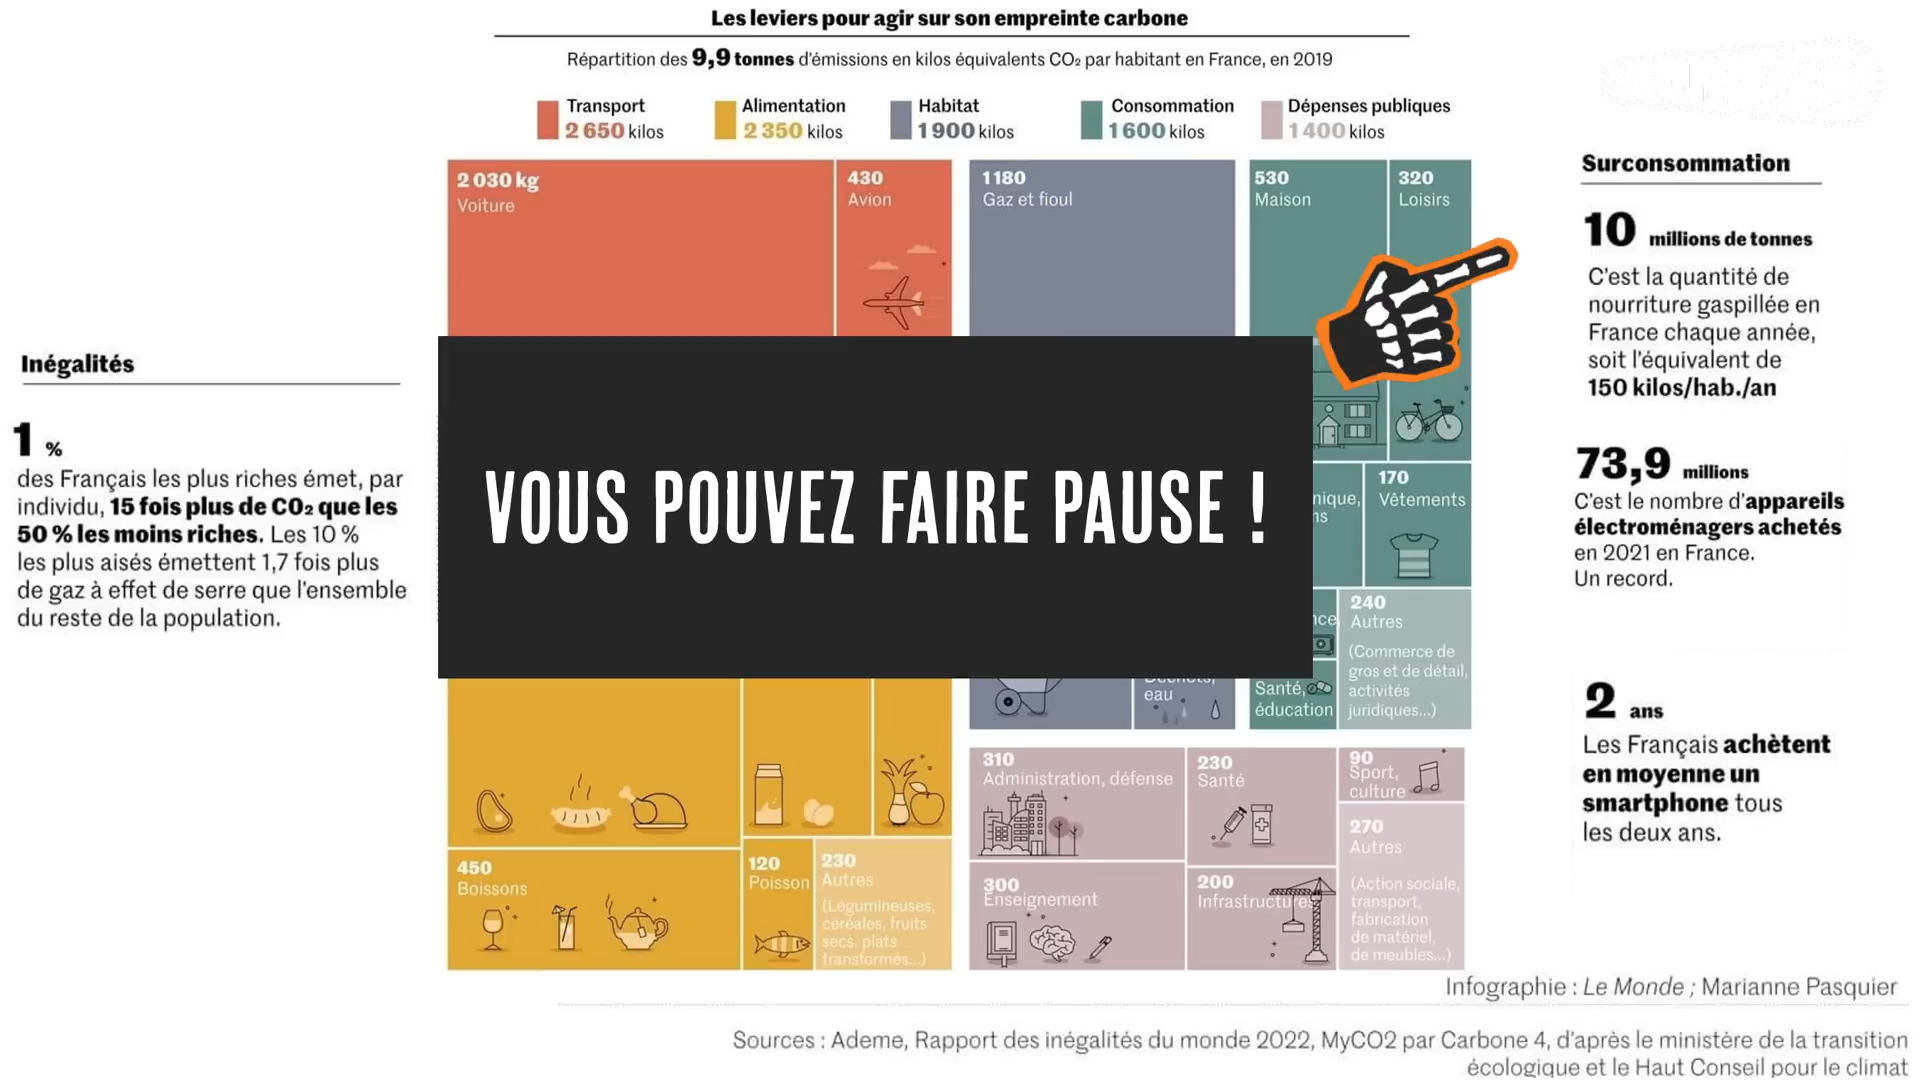 Les leviers pour agir sur son empreinte carbone
Répartition des 9,9 tonnes d'émissions en kilos équivalents CO₂ par habitant en France, en 2019
Transport
2 650 kilos
Alimentation
2 350 kilos
Habitat
1 900 kilos
Consommation
1 600 kilos
Dépenses publiques
1 400 kilos
2 030 kg
Voiture
430
Avion
1 180
Gaz et fioul
530
Maison
320
Loisirs
170
Vêtements
240
Autres
(Commerce de
gros et de détail,
activités
juridiques...)
Santé,
éducation
eau
VOUS POUVEZ FAIRE PAUSE !
450
Boissons
120
Poisson
230
Autres
(Légumineuses,
céréales, fruits
secs, plats
transformés...)
310
Administration, défense
230
Santé
90
Sport,
culture
300
Enseignement
200
Infrastructures
270
Autres
(Action sociale,
transport,
fabrication
de matériel,
de meubles...)
Inégalités
1 %
des Français les plus riches émet, par
individu, 15 fois plus de CO₂ que les
50 % les moins riches. Les 10 %
les plus aisés émettent 1,7 fois plus
de gaz à effet de serre que l'ensemble
du reste de la population.
Surconsommation
10 millions de tonnes
C'est la quantité de
nourriture gaspillée en
France chaque année,
soit l'équivalent de
150 kilos/hab./an
73,9 millions
C'est le nombre d'appareils
électroménagers achetés
en 2021 en France.
Un record.
2 ans
Les Français achètent
en moyenne un
smartphone tous
les deux ans.
Infographie : Le Monde ; Marianne Pasquier
Sources : Ademe, Rapport des inégalités du monde 2022, MyCO2 par Carbone 4, d'après le ministère de la transition
écologique et le Haut Conseil pour le climat